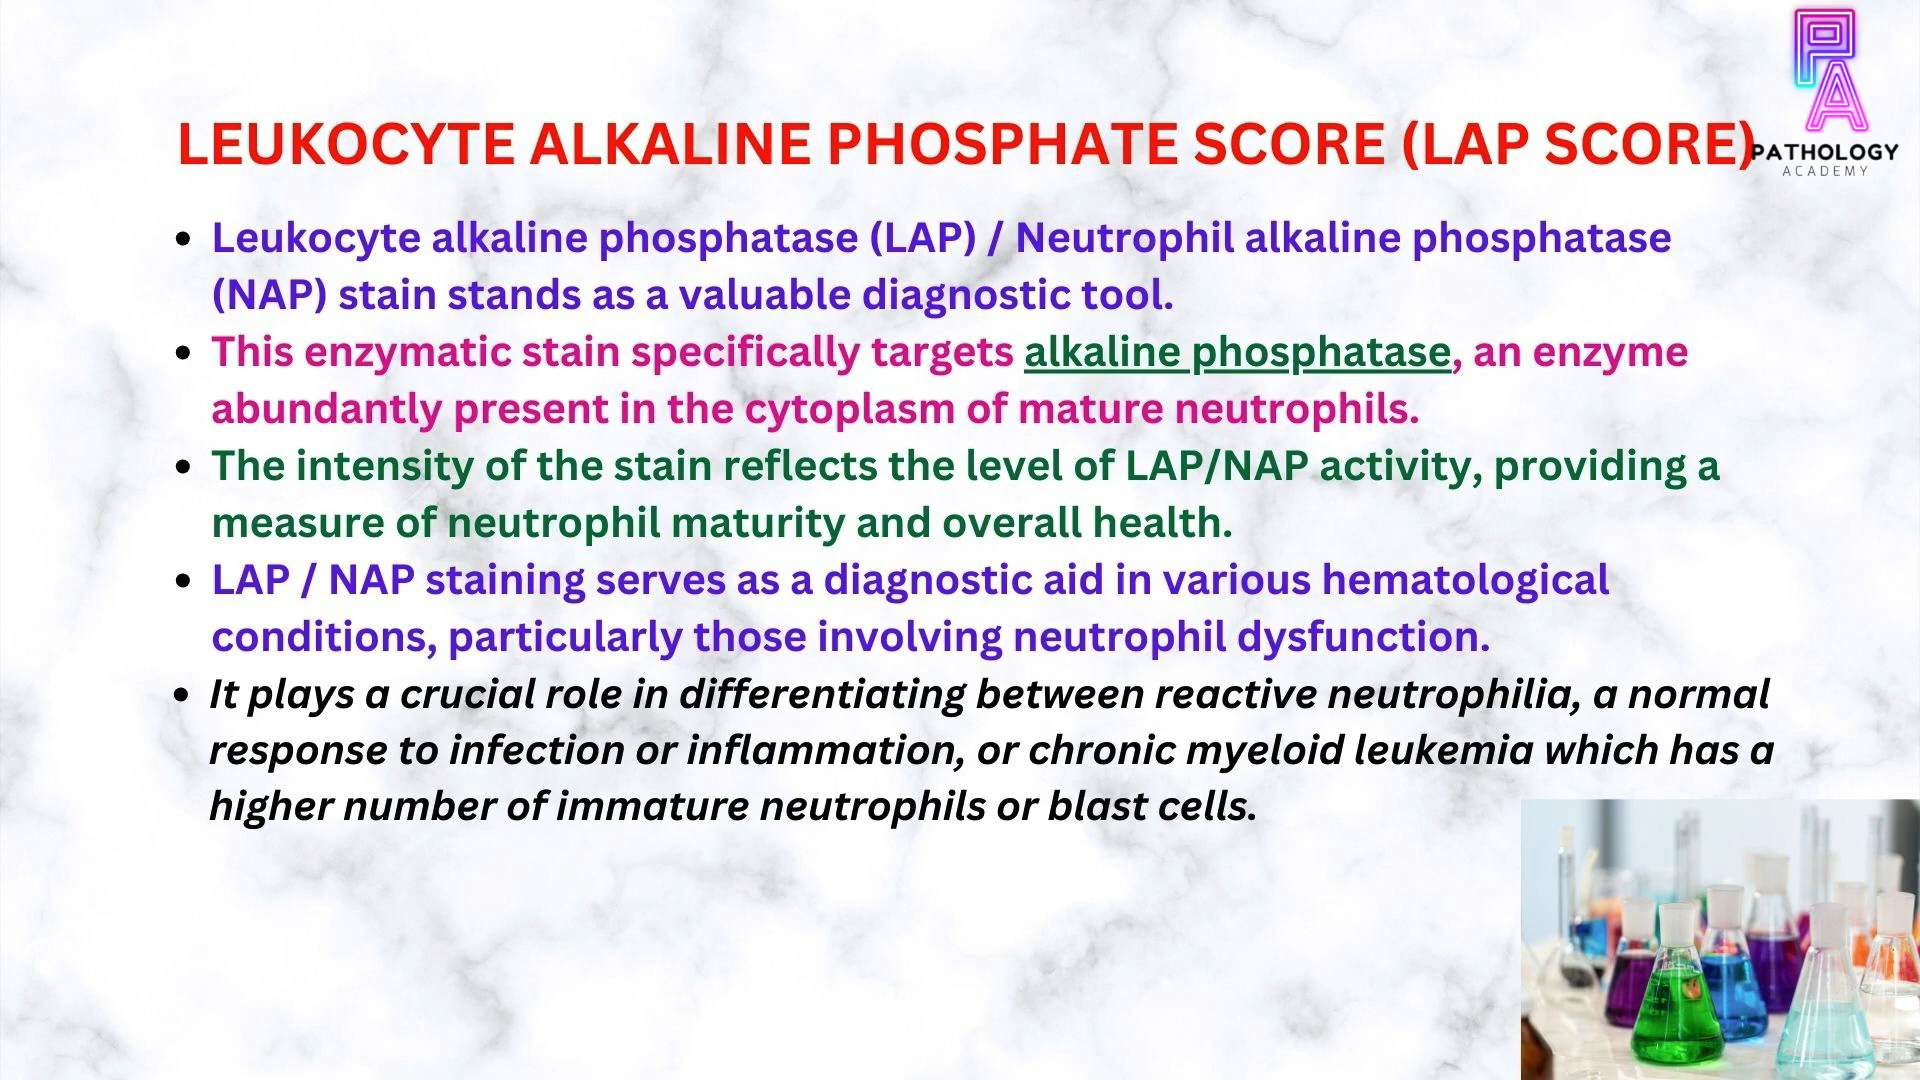 PA
LEUKOCYTE ALKALINE PHOSPHATE SCORE (LAP SCORE)
PATHOLOGY
ACADEMY
• Leukocyte alkaline phosphatase (LAP) / Neutrophil alkaline phosphatase
(NAP) stain stands as a valuable diagnostic tool.
• This enzymatic stain specifically targets alkaline phosphatase, an enzyme
abundantly present in the cytoplasm of mature neutrophils.
• The intensity of the stain reflects the level of LAP/NAP activity, providing a
measure of neutrophil maturity and overall health.
• LAP / NAP staining serves as a diagnostic aid in various hematological
conditions, particularly those involving neutrophil dysfunction.
• It plays a crucial role in differentiating between reactive neutrophilia, a normal
response to infection or inflammation, or chronic myeloid leukemia which has a
higher number of immature neutrophils or blast cells.